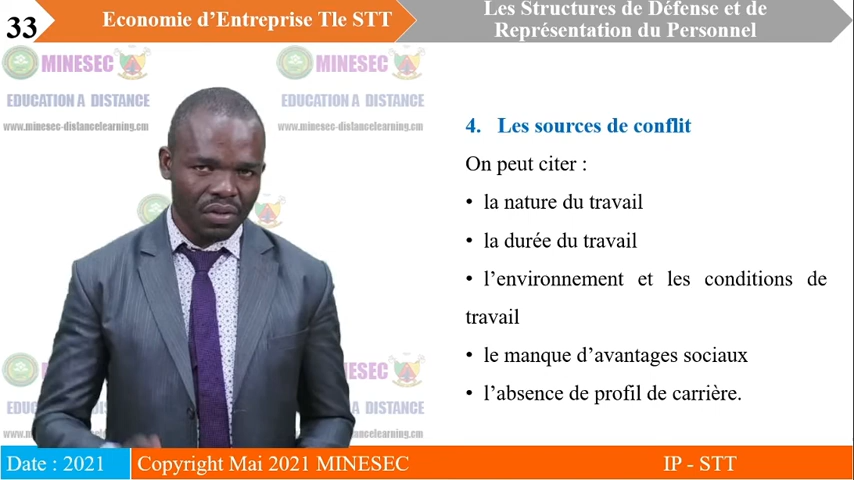 33
Economie d’Entreprise Tle STT
Les Structures de Défense et de
Représentation du Personnel
MINESEC
MINESEC
EDUCATION A DISTANCE
EDUCATION A DISTANCE
www.minesec-distancelearning.cm
www.minesec-distancelearning.cm
4. Les sources de conflit
On peut citer :
• la nature du travail
• la durée du travail
• l’environnement et les conditions de
travail
• le manque d’avantages sociaux
• l’absence de profil de carrière.
Date : 2021
Copyright Mai 2021 MINESEC
IP - STT